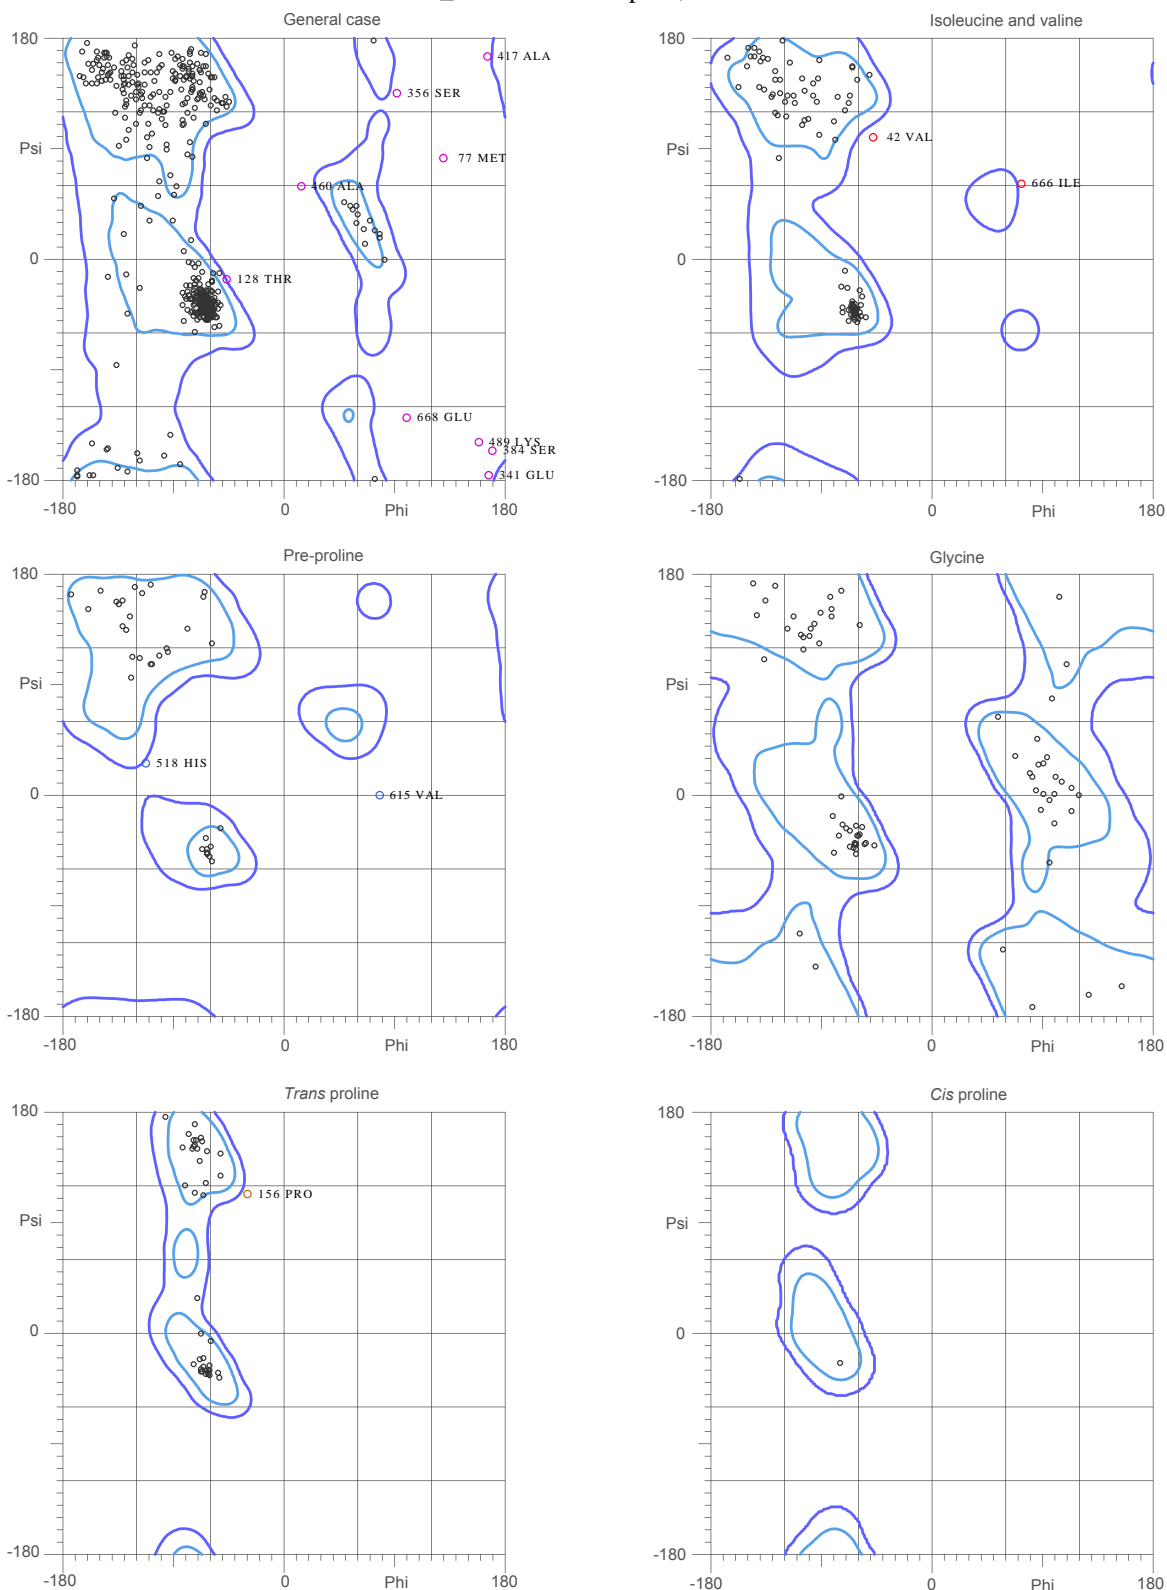 General case
180
Psi
0
-180
-180
0
Phi
180
417 ALA
356 SER
77 MET
460 ALA
128 THR
668 GLU
489 LYS
384 SER
341 GLU
Isoleucine and valine
180
Psi
0
-180
-180
0
Phi
180
42 VAL
666 ILE
Pre-proline
180
Psi
0
-180
-180
0
Phi
180
518 HIS
615 VAL
Glycine
180
Psi
0
-180
-180
0
Phi
180
Trans proline
180
Psi
0
-180
-180
0
Phi
180
156 PRO
Cis proline
180
Psi
0
-180
-180
0
Phi
180